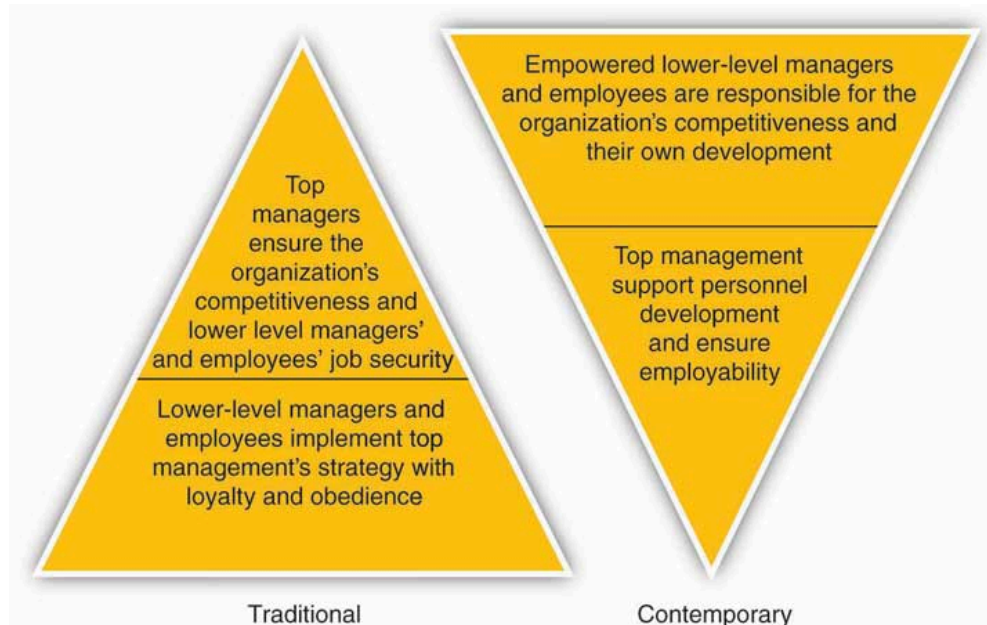 Top
managers
ensure the
organization's
competitiveness and
lower level managers'
and employees' job security
Lower-level managers and
employees implement top
management's strategy with
loyalty and obedience
Traditional
Empowered lower-level managers
and employees are responsible for the
organization's competitiveness and
their own development
Top management
support personnel
development
and ensure
employability
Contemporary